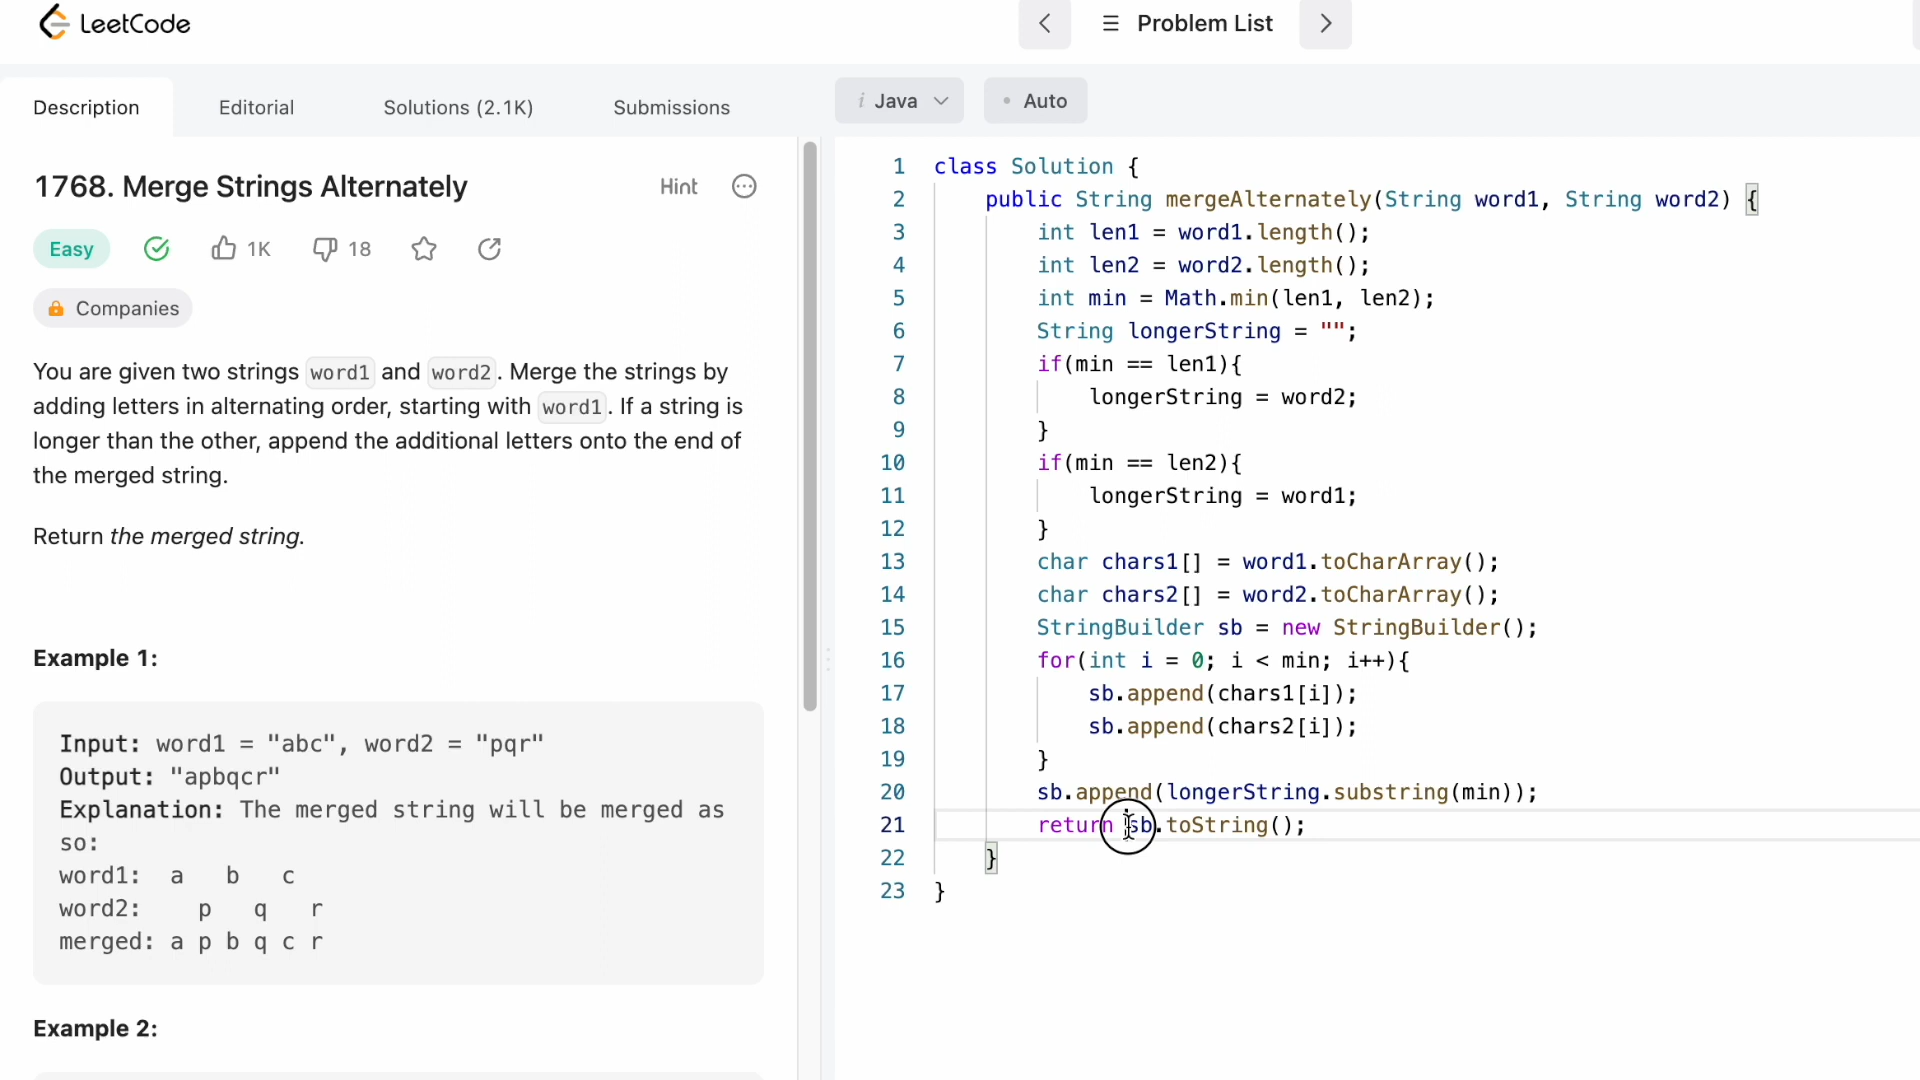 LeetCode
Problem List
Description Editorial Solutions (2.1K) Submissions
i Java Auto
1768. Merge Strings Alternately Hint
Easy 1K 18
Companies
You are given two strings word1 and word2. Merge the strings by
adding letters in alternating order, starting with word1. If a string is
longer than the other, append the additional letters onto the end of
the merged string.
Return the merged string.
Example 1:
Input: word1 = "abc", word2 = "pqr"
Output: "apbqcr"
Explanation: The merged string will be merged as
so:
word1:  a   b   c
word2:    p   q   r
merged: a p b q c r
Example 2:
1 class Solution {
2     public String mergeAlternately(String word1, String word2) {
3         int len1 = word1.length();
4         int len2 = word2.length();
5         int min = Math.min(len1, len2);
6         String longerString = "";
7         if(min == len1){
8             longerString = word2;
9         }
10         if(min == len2){
11             longerString = word1;
12         }
13         char chars1[] = word1.toCharArray();
14         char chars2[] = word2.toCharArray();
15         StringBuilder sb = new StringBuilder();
16         for(int i = 0; i < min; i++){
17             sb.append(chars1[i]);
18             sb.append(chars2[i]);
19         }
20         sb.append(longerString.substring(min));
21         return sb.toString();
22     }
23 }